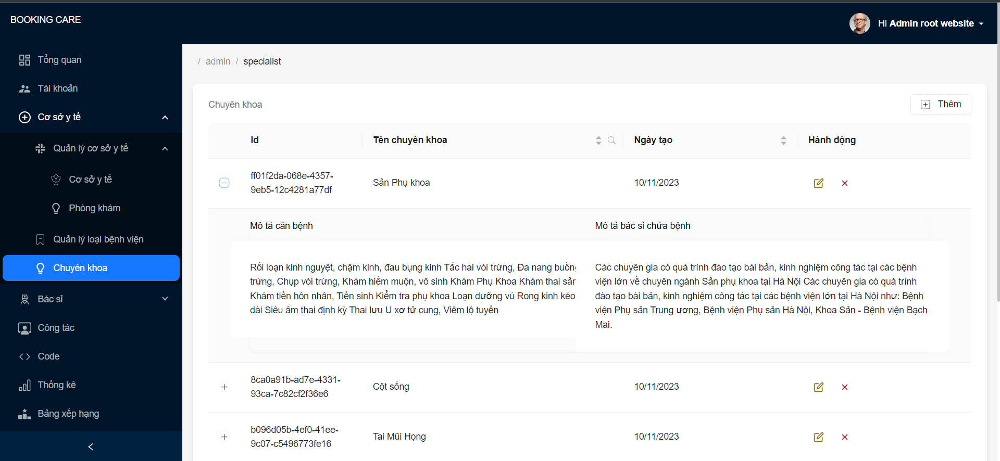 BOOKING CARE
Hi Admin root website
Tổng quan
Tài khoản
Cơ sở y tế
Quản lý cơ sở y tế
Cơ sở y tế
Phòng khám
Quản lý loại bệnh viện
Chuyên khoa
Bác sĩ
Công tác
Code
Thống kê
Bảng xếp hạng
/ admin / specialist
Chuyên khoa
Thêm
Id Tên chuyên khoa Ngày tạo Hành động
ff01f2da-068e-4357-
9eb5-12c4281a77df
Sản Phụ khoa
10/11/2023
Mô tả căn bệnh
Rối loạn kinh nguyệt, chậm kinh, đau bụng kinh Tắc hai vòi trứng, Đa nang buồng
trứng, Chụp vòi trứng, Khám hiếm muộn, vô sinh Khám Phụ Khoa Khám thai sản
Khám tiền hôn nhân, Tiền sinh Kiểm tra phụ khoa Loạn dưỡng vú Rong kinh kéo
dài Siêu âm thai định kỳ Thai lưu U xơ tử cung, Viêm lộ tuyến
Mô tả bác sĩ chửa bệnh
Các chuyên gia có quá trình đào tạo bài bản, kinh nghiệm công tác tại các bệnh
viện lớn về chuyên ngành Sản phụ khoa tại Hà Nội Các chuyên gia có quá trình
đào tạo bài bản, kinh nghiệm công tác tại các bệnh viện lớn tại Hà Nội như: Bệnh
viện Phụ sản Trung ương, Bệnh viện Phụ sản Hà Nội, Khoa Sản - Bệnh viện Bạch
Mai.
8ca0a91b-ad7e-4331-
93ca-7c82cf2f36e6
Cột sống
10/11/2023
b096d05b-4ef0-41ee-
9c07-c5496773fe16
Tai Mũi Họng
10/11/2023